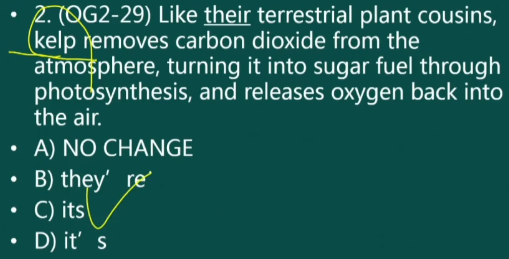 • 2. (OG2-29) Like their terrestrial plant cousins,
kelp removes carbon dioxide from the
atmosphere, turning it into sugar fuel through
photosynthesis, and releases oxygen back into
the air.
• A) NO CHANGE
• B) they’ re
• C) its
• D) it’ s